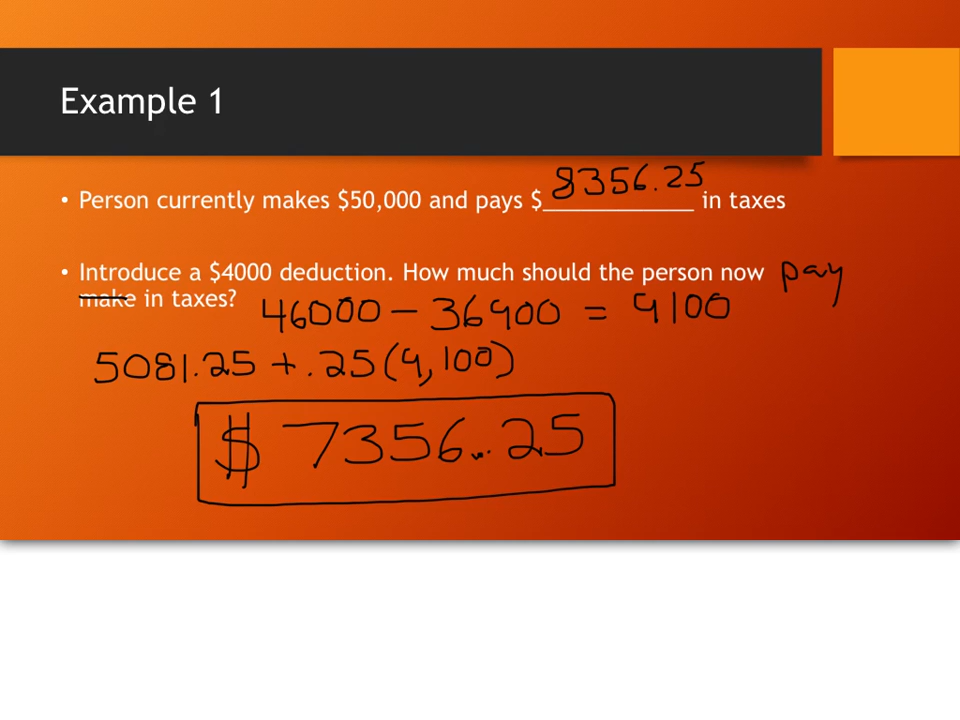 Example 1
8356.25
• Person currently makes $50,000 and pays $____________ in taxes
• Introduce a $4000 deduction. How much should the person now pay
make in taxes?
46000 - 36900 = 9100
5081.25 + .25(9,100)
$ 7356.25